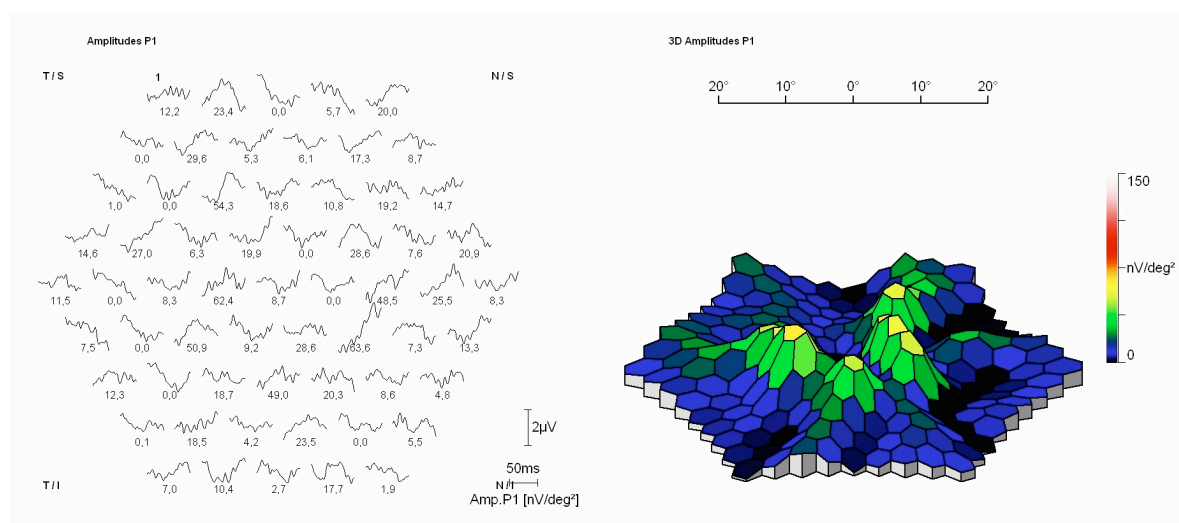 Amplitudes P1
3D Amplitudes P1
T / S
1
N / S
12,2 23,4 0,0 5,7 20,0
0,0 29,6 5,3 6,1 17,3 8,7
1,0 0,0 54,3 18,6 10,8 19,2 14,7
14,6 27,0 6,3 19,9 0,0 28,6 7,6 20,9
11,5 0,0 8,3 62,4 8,7 0,0 48,5 25,5 8,3
7,5 0,0 50,9 9,2 28,6 63,6 7,3 13,3
12,3 0,0 18,7 49,0 20,3 8,6 4,8
0,1 18,5 4,2 23,5 0,0 5,5
7,0 10,4 2,7 17,7 1,9
2µV
50ms
T / I
N / I
Amp.P1 [nV/deg²]
20° 10° 0° 10° 20°
150
nV/deg²
0